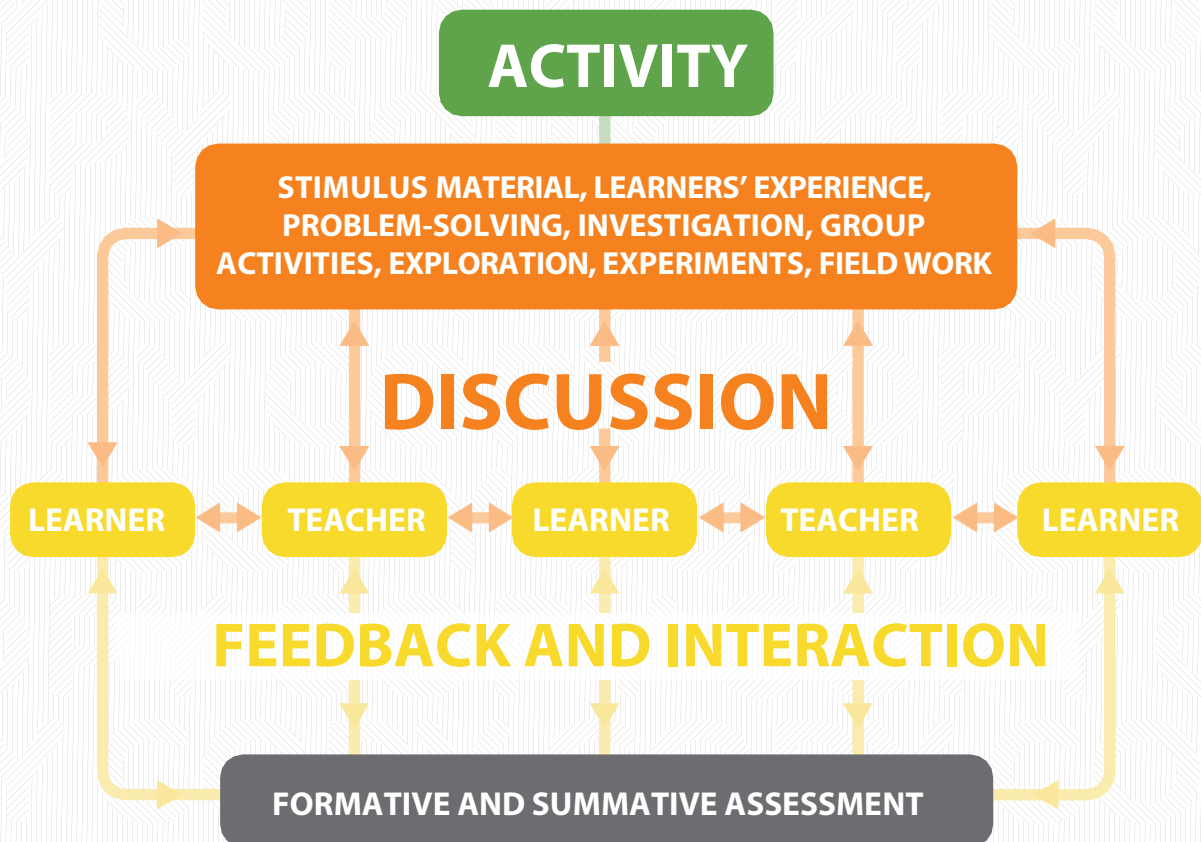 ACTIVITY
STIMULUS MATERIAL, LEARNERS’ EXPERIENCE,
PROBLEM-SOLVING, INVESTIGATION, GROUP
ACTIVITIES, EXPLORATION, EXPERIMENTS, FIELD WORK
DISCUSSION
LEARNER
TEACHER
LEARNER
TEACHER
LEARNER
FEEDBACK AND INTERACTION
FORMATIVE AND SUMMATIVE ASSESSMENT